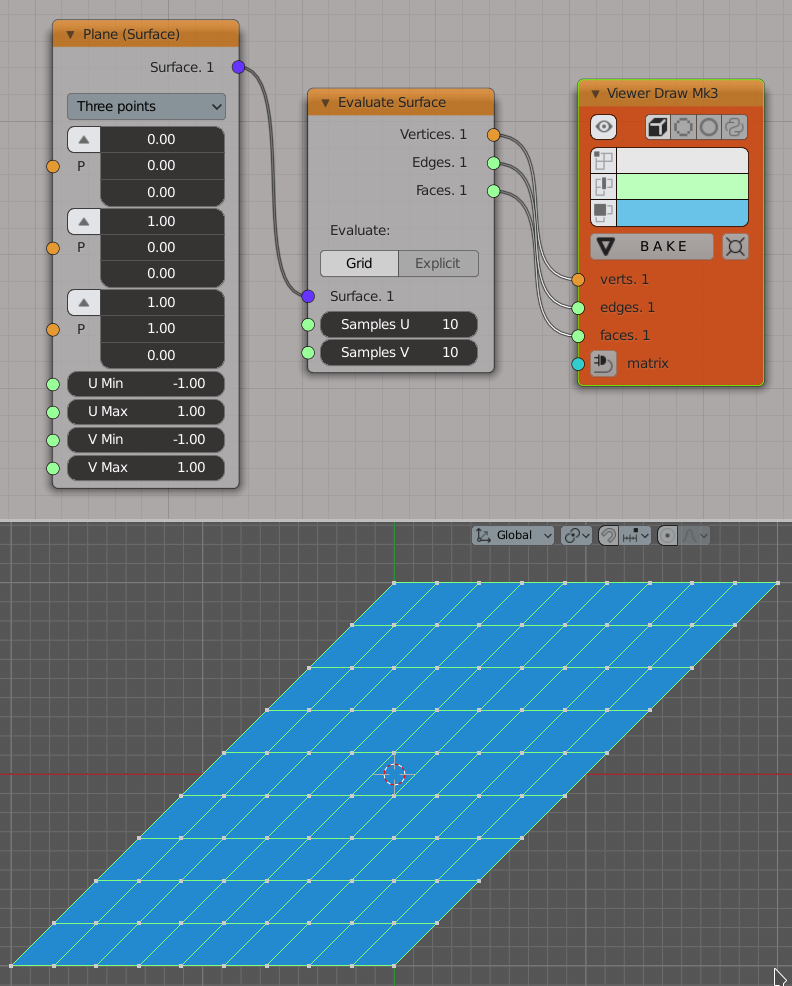 Plane (Surface)
Surface. 1
Three points
0.00
P 0.00
0.00
1.00
P 0.00
0.00
1.00
P 1.00
0.00
U Min -1.00
U Max 1.00
V Min -1.00
V Max 1.00
Evaluate Surface
Vertices. 1
Edges. 1
Faces. 1
Evaluate:
Grid Explicit
Surface. 1
Samples U 10
Samples V 10
Viewer Draw Mk3
BAKE
verts. 1
edges. 1
faces. 1
matrix
Global